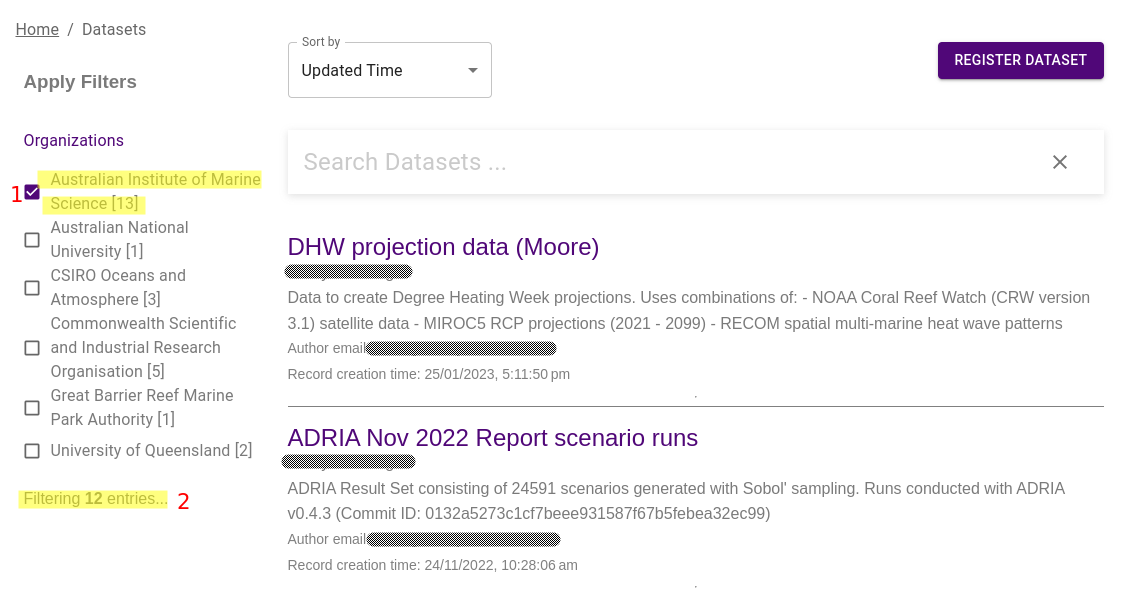 Home / Datasets
Apply Filters
Organizations
1
Australian Institute of Marine
Science [13]
Australian National
University [1]
CSIRO Oceans and
Atmosphere [3]
Commonwealth Scientific
and Industrial Research
Organisation [5]
Great Barrier Reef Marine
Park Authority [1]
University of Queensland [2]
Filtering 12 entries...
2
Sort by
Updated Time
REGISTER DATASET
Search Datasets ...
DHW projection data (Moore)
Data to create Degree Heating Week projections. Uses combinations of: - NOAA Coral Reef Watch (CRW version
3.1) satellite data - MIROC5 RCP projections (2021 - 2099) - RECOM spatial multi-marine heat wave patterns
Author email
Record creation time: 25/01/2023, 5:11:50 pm
ADRIA Nov 2022 Report scenario runs
ADRIA Result Set consisting of 24591 scenarios generated with Sobol' sampling. Runs conducted with ADRIA
v0.4.3 (Commit ID: 0132a5273c1cf7beee931587f67b5febea32ec99)
Author email
Record creation time: 24/11/2022, 10:28:06 am